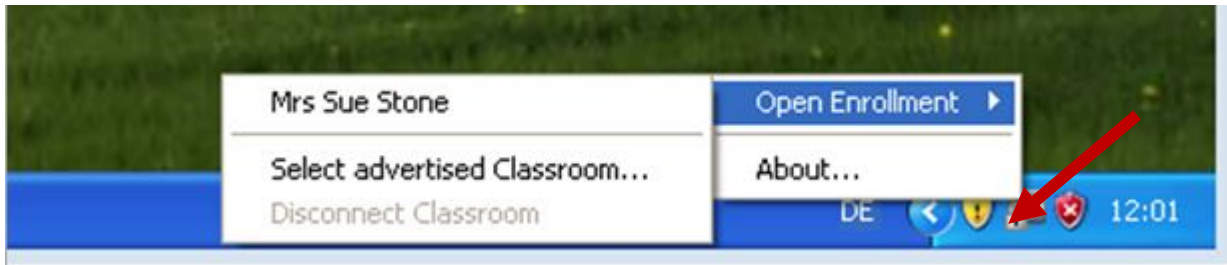 Mrs Sue Stone
Select advertised Classroom...
Disconnect Classroom
Open Enrollment
About...
DE
12:01